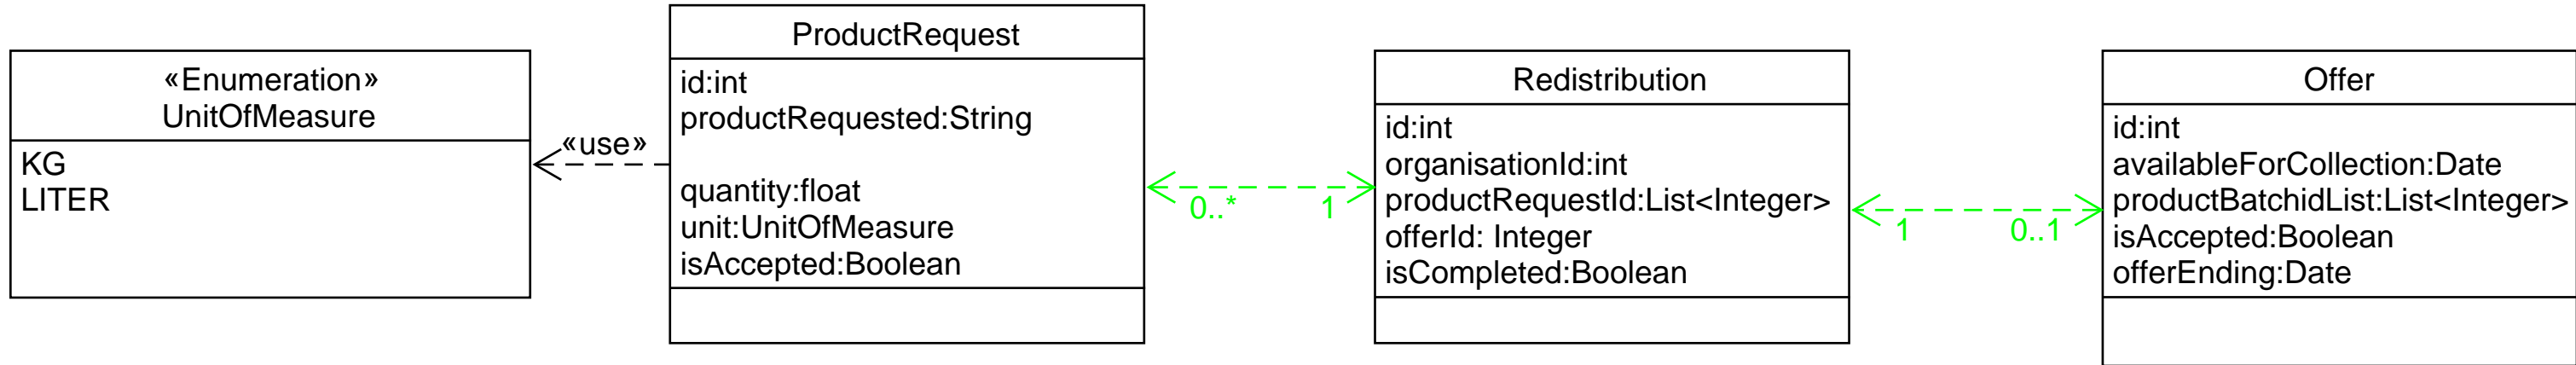 «Enumeration»
UnitOfMeasure
KG
LITER
«use»
ProductRequest
id:int
productRequested:String
quantity:float
unit:UnitOfMeasure
isAccepted:Boolean
0..*
1
Redistribution
id:int
organisationId:int
productRequestId:List<Integer>
offerId: Integer
isCompleted:Boolean
1
0..1
Offer
id:int
availableForCollection:Date
productBatchidList:List<Integer>
isAccepted:Boolean
offerEnding:Date